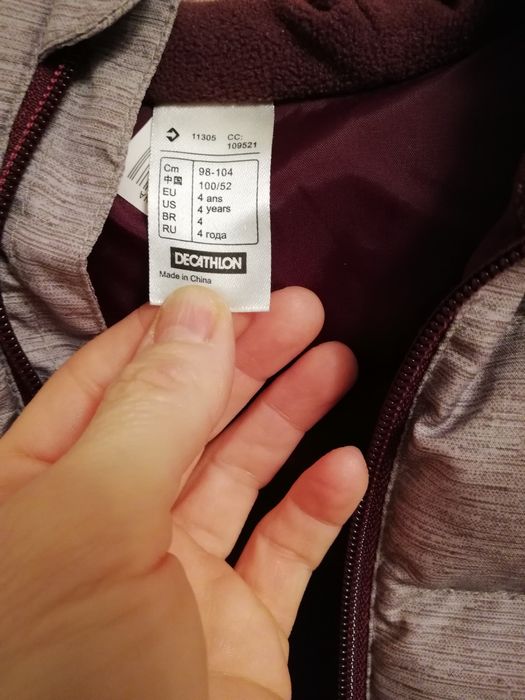 11305 CC:
109521
Cm 98-104
中国 100/52
EU 4 ans
US 4 years
BR 4
RU 4 года
DECATHLON
Made in China